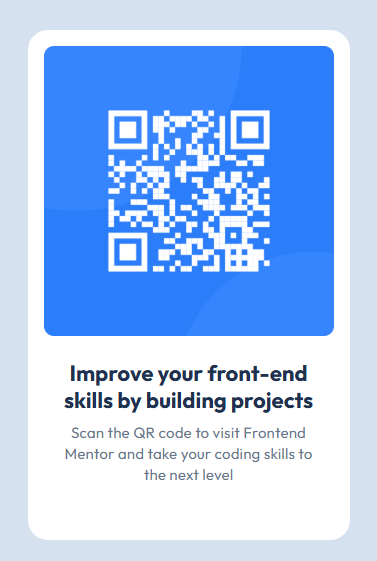 Improve your front-end
skills by building projects
Scan the QR code to visit Frontend
Mentor and take your coding skills to
the next level